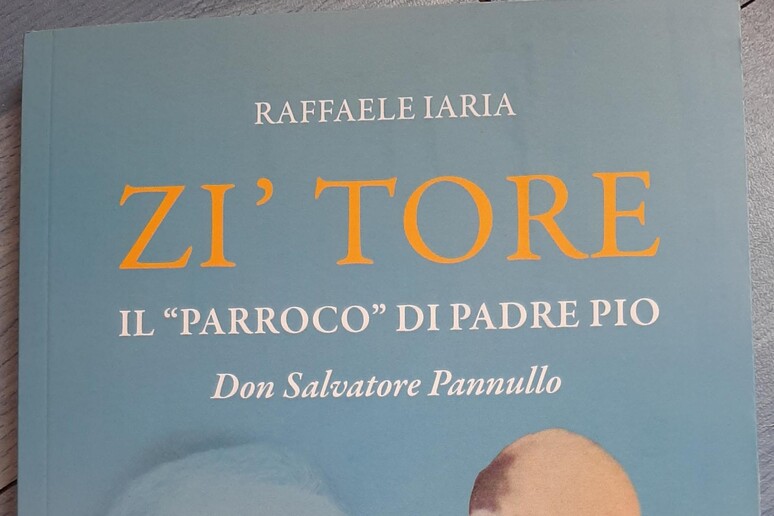 RAFFAELE IARIA
ZI’ TORE
IL “PARROCO” DI PADRE PIO
Don Salvatore Pannullo